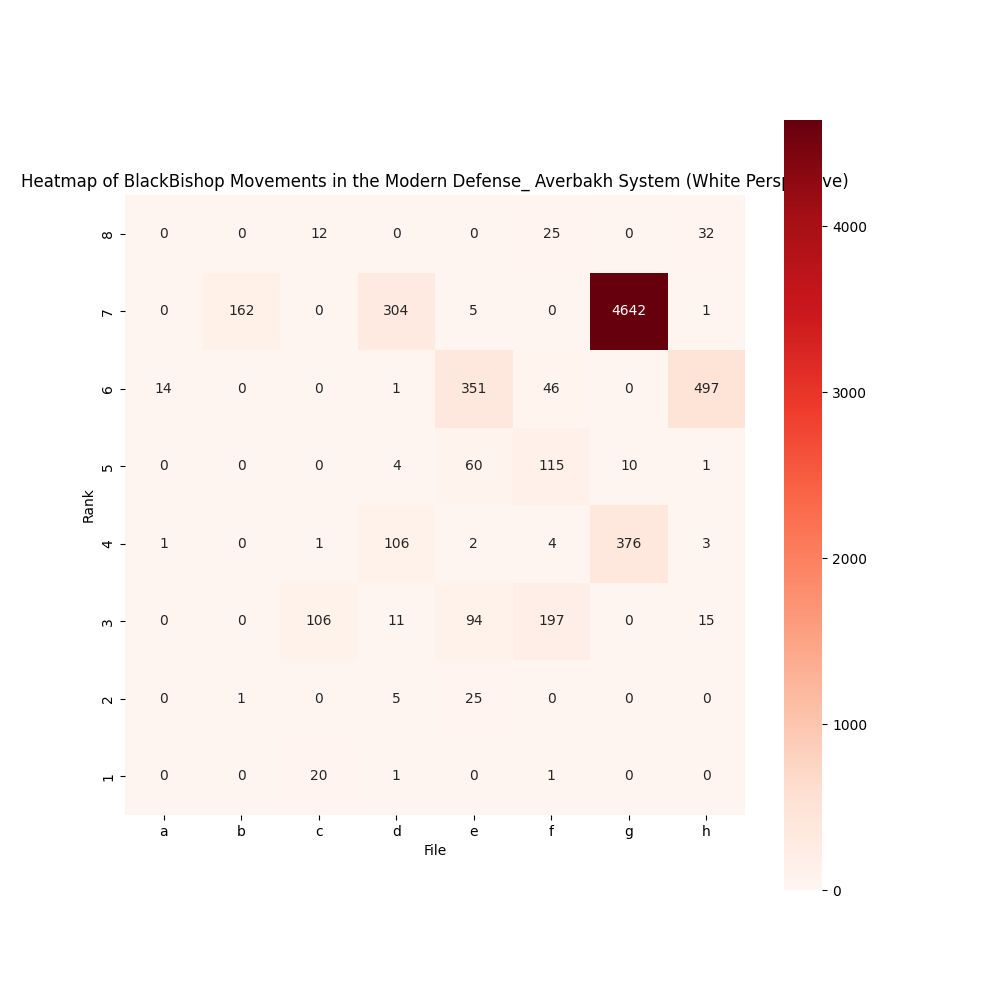 Heatmap of BlackBishop Movements in the Modern Defense_ Averbakh System (White
8 0 0 12 0 0 25 0 32
7 0 162 0 304 5 0 4642 1
6 14 0 0 1 351 46 0 497
5 0 0 0 4 60 115 10 1
Rank
4 1 0 1 106 2 4 376 3
3 0 0 106 11 94 197 0 15
2 0 1 0 5 25 0 0 0
1 0 0 20 1 0 1 0 0
a b c d e f g h
File
4000
3000
2000
1000
0